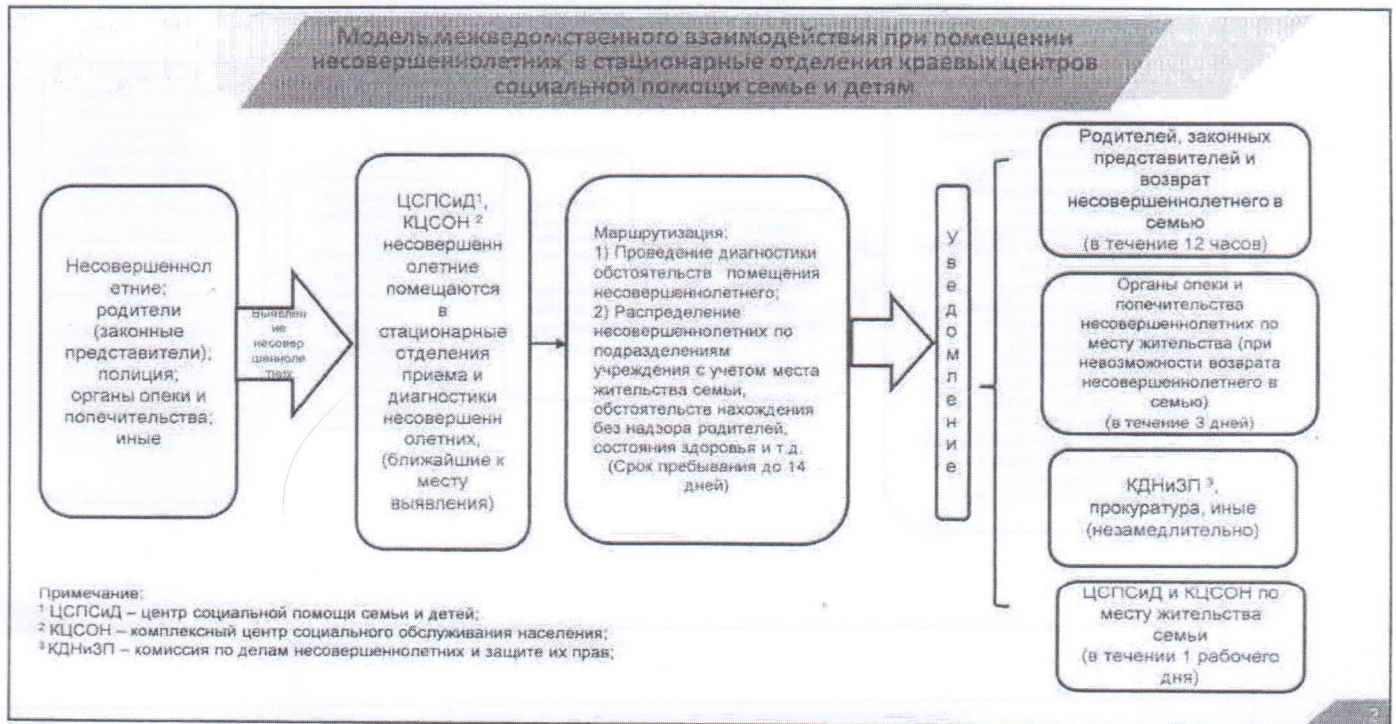 Модель межведомственного взаимодействия при помещении
несовершеннолетних в стационарные отделения краевых центров
социальной помощи семье и детям
Несовершеннол
етние;
родители
(законные
представители);
полиция;
органы опеки и
попечительства;
иные
Выявлен
ие
несовер
шенноле
тних
ЦСПСиД¹,
КЦСОН ²
несовершенн
олетние
помещаются
в
стационарные
отделения
приема и
диагностики
несовершенн
олетних,
(ближайшие к
месту
выявления)
Маршрутизация:
1) Проведение диагностики
обстоятельств помещения
несовершеннолетнего;
2) Распределение
несовершеннолетних по
подразделениям
учреждения с учетом места
жительства семьи,
обстоятельств нахождения
без надзора родителей,
состояния здоровья и т.д.
(Срок пребывания до 14
дней)
У
в
е
д
о
м
л
е
н
и
е
Родителей, законных
представителей и
возврат
несовершеннолетнего в
семью
(в течение 12 часов)
Органы опеки и
попечительства
несовершеннолетних по
месту жительства (при
невозможности возврата
несовершеннолетнего в
семью)
(в течение 3 дней)
КДНиЗП ³,
прокуратура, иные
(незамедлительно)
ЦСПСиД и КЦСОН по
месту жительства
семьи
(в течении 1 рабочего
дня)
Примечание:
¹ ЦСПСиД – центр социальной помощи семьи и детей;
² КЦСОН – комплексный центр социального обслуживания населения;
³ КДНиЗП – комиссия по делам несовершеннолетних и защите их прав;
2